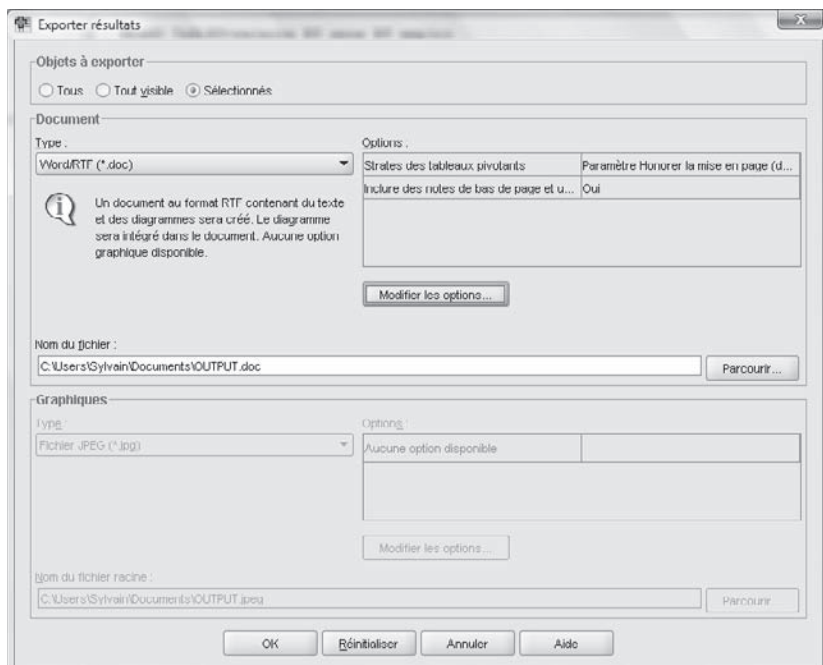 Exporter résultats
Objets à exporter
Tous Tout visible Sélectionnés
Document
Type :
Word/RTF (*.doc)
Un document au format RTF contenant du texte
et des diagrammes sera créé. Le diagramme
sera intégré dans le document. Aucune option
graphique disponible.
Options :
Strates des tableaux pivotants Paramètre Honorer la mise en page (d...
Inclure des notes de bas de page et u... Oui
Modifier les options...
Nom du fichier :
C:\Users\Sylvain\Documents\OUTPUT.doc Parcourir...
Graphiques
Type :
Fichier JPEG (*.jpg)
Options :
Aucune option disponible
Modifier les options...
Nom du fichier racine :
C:\Users\Sylvain\Documents\OUTPUT.jpeg Parcourir...
OK Réinitialiser Annuler Aide